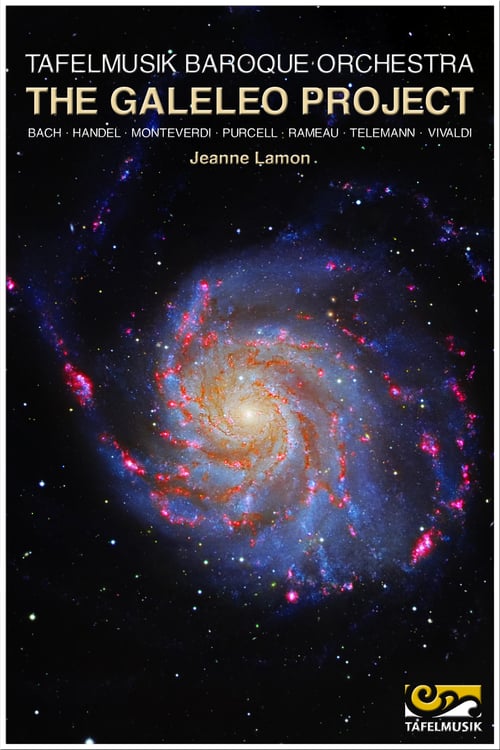 TAFELMUSIK BAROQUE ORCHESTRA
THE GALELEO PROJECT
BACH · HANDEL · MONTEVERDI · PURCELL · RAMEAU · TELEMANN · VIVALDI
Jeanne Lamon
TAFELMUSIK